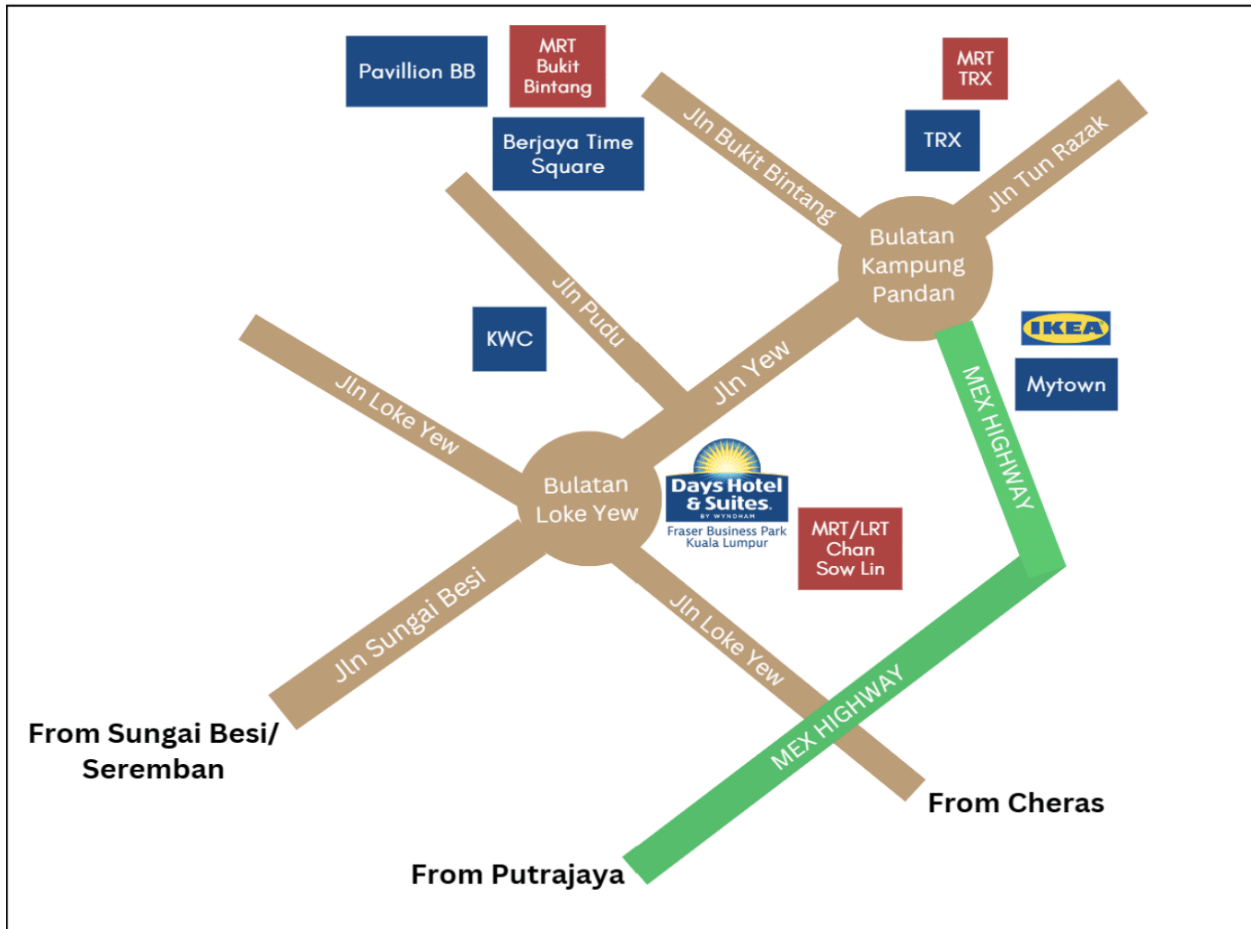 Pavillion BB
MRT
Bukit
Bintang
MRT
TRX
Berjaya Time
Square
TRX
Jln Bukit Bintang
Jln Tun Razak
Bulatan
Kampung
Pandan
Jln Pudu
KWC
IKEA
Mytown
Jln Yew
MEX HIGHWAY
Jln Loke Yew
Bulatan
Loke Yew
Days Hotel
& Suites.
BY WYNDHAM
Fraser Business Park
Kuala Lumpur
MRT/LRT
Chan
Sow Lin
Jln Sungai Besi
Jln Loke Yew
MEX HIGHWAY
From Sungai Besi/
Seremban
From Cheras
From Putrajaya